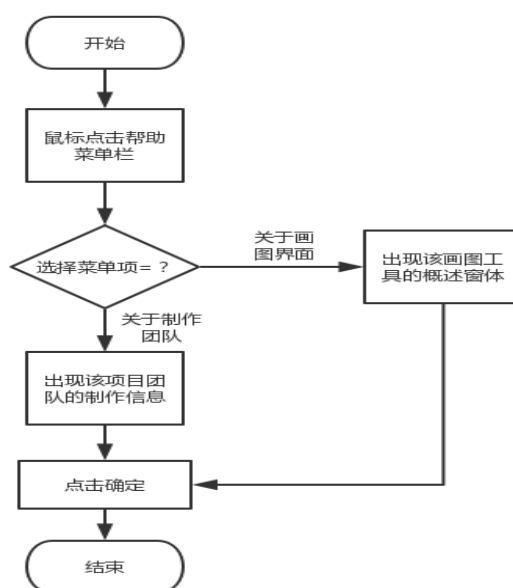 开始
鼠标点击帮助
菜单栏
选择菜单项=？
关于画
图界面
出现该画图工
具的概述窗体
关于制作
团队
出现该项目团
队的制作信息
点击确定
结束